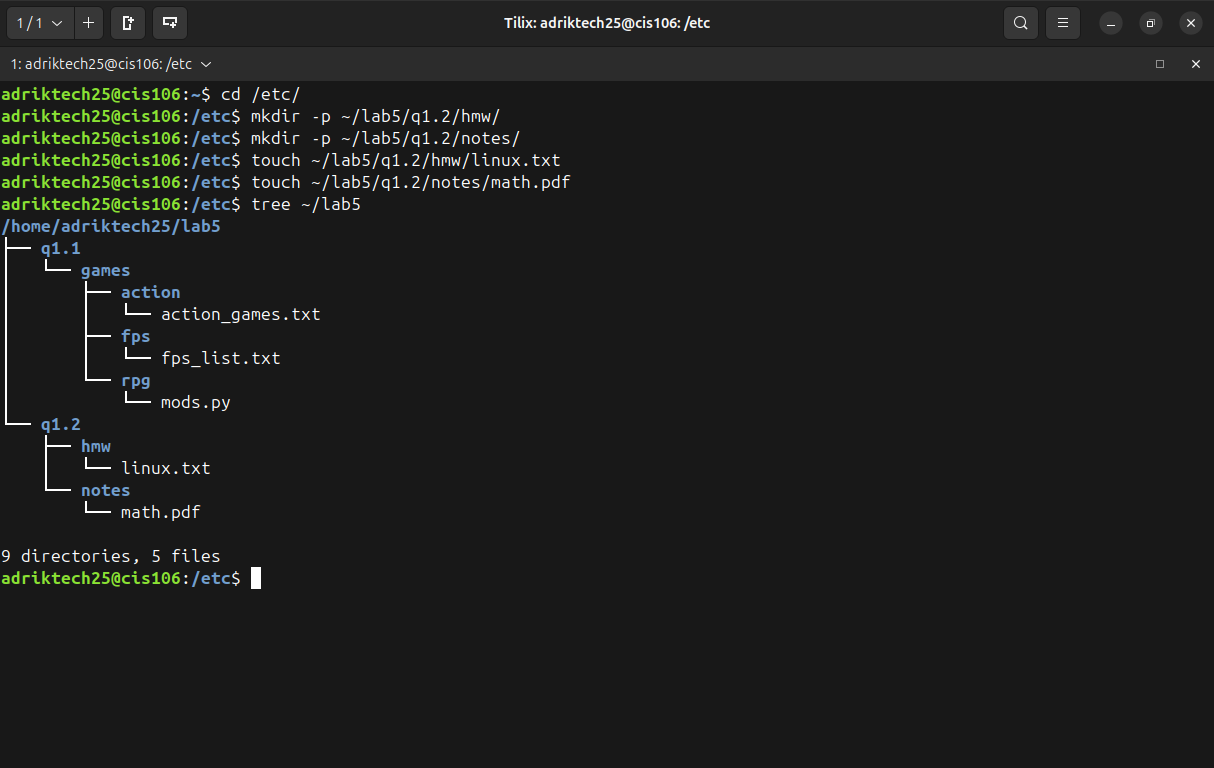 1 / 1
Tilix: adriktech25@cis106: /etc
1: adriktech25@cis106: /etc
adriktech25@cis106:~$ cd /etc/
adriktech25@cis106:/etc$ mkdir -p ~/lab5/q1.2/hmw/
adriktech25@cis106:/etc$ mkdir -p ~/lab5/q1.2/notes/
adriktech25@cis106:/etc$ touch ~/lab5/q1.2/hmw/linux.txt
adriktech25@cis106:/etc$ touch ~/lab5/q1.2/notes/math.pdf
adriktech25@cis106:/etc$ tree ~/lab5
/home/adriktech25/lab5
├── q1.1
│   └── games
│       ├── action
│       │   └── action_games.txt
│       ├── fps
│       │   └── fps_list.txt
│       └── rpg
│           └── mods.py
└── q1.2
    ├── hmw
    │   └── linux.txt
    └── notes
        └── math.pdf
9 directories, 5 files
adriktech25@cis106:/etc$